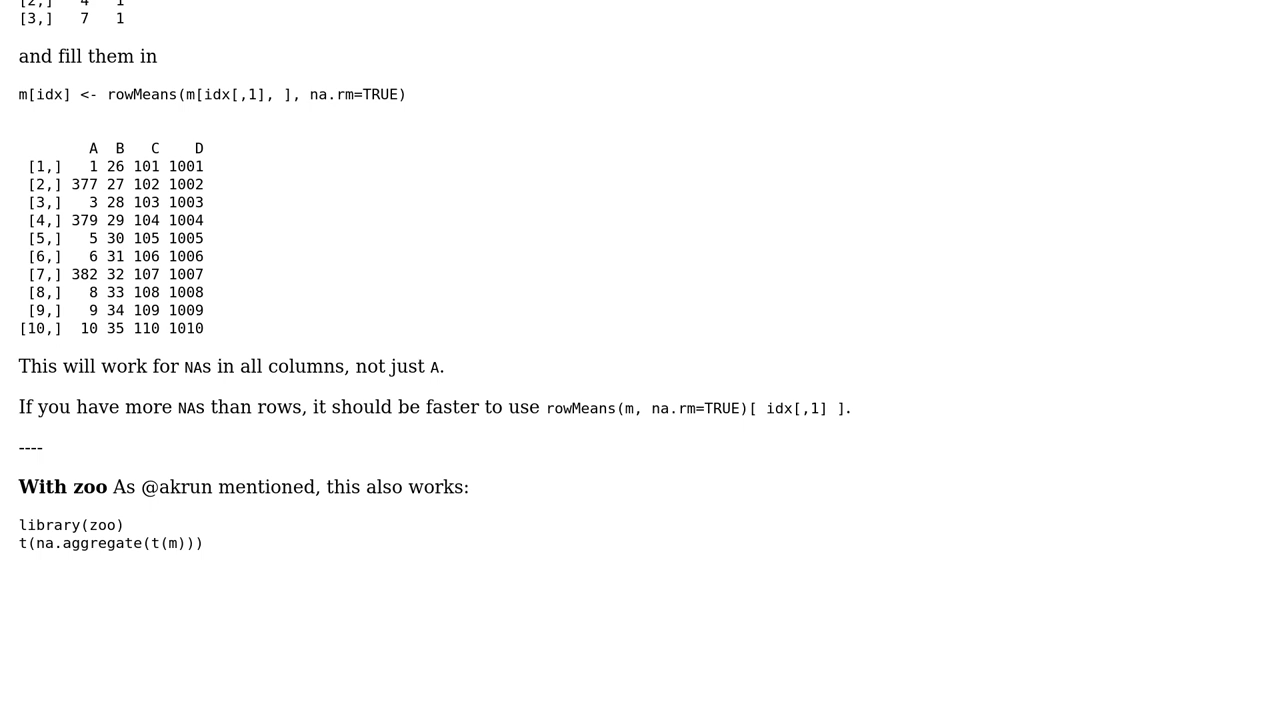 [2,]   4   1
[3,]   7   1
and fill them in
m[idx] <- rowMeans(m[idx[,1], ], na.rm=TRUE)
        A  B   C    D
 [1,]   1 26 101 1001
 [2,] 377 27 102 1002
 [3,]   3 28 103 1003
 [4,] 379 29 104 1004
 [5,]   5 30 105 1005
 [6,]   6 31 106 1006
 [7,] 382 32 107 1007
 [8,]   8 33 108 1008
 [9,]   9 34 109 1009
[10,]  10 35 110 1010
This will work for NAs in all columns, not just A.
If you have more NAs than rows, it should be faster to use rowMeans(m, na.rm=TRUE)[ idx[,1] ].
----
With zoo As @akrun mentioned, this also works:
library(zoo)
t(na.aggregate(t(m)))